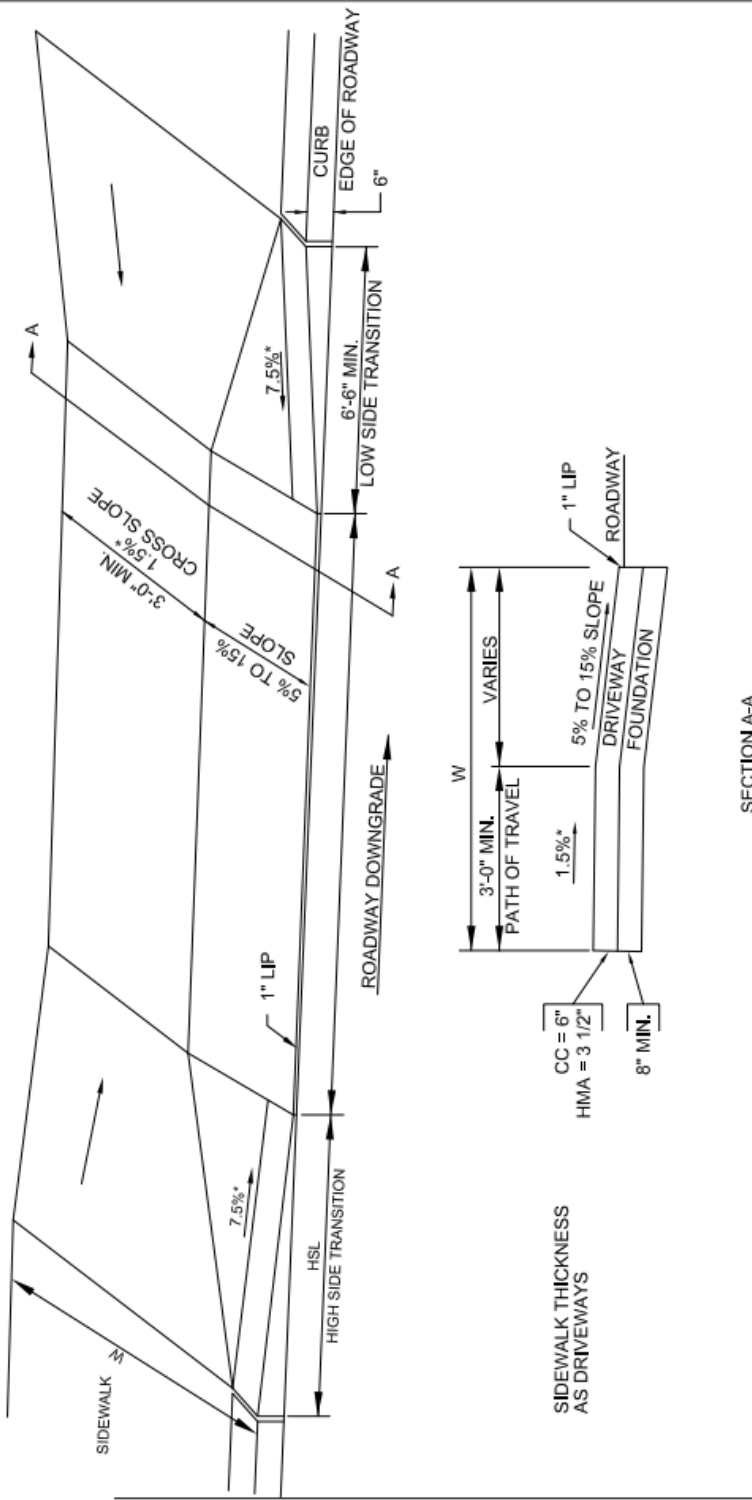 SIDEWALK
W
7.5%*
HSL
HIGH SIDE TRANSITION
1" LIP
ROADWAY DOWNGRADE
3'-0" MIN.
1.5%*
CROSS SLOPE
5% TO 15%
SLOPE
A
A
7.5%*
6'-6" MIN.
LOW SIDE TRANSITION
CURB
EDGE OF ROADWAY
6"
SIDEWALK THICKNESS
AS DRIVEWAYS
W
3'-0" MIN.
PATH OF TRAVEL
VARIES
1.5%*
5% TO 15% SLOPE
DRIVEWAY
FOUNDATION
1" LIP
ROADWAY
CC = 6"
HMA = 3 1/2"
8" MIN.
SECTION A-A